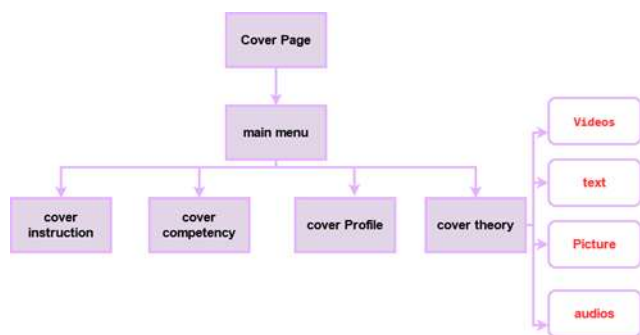 Cover Page
main menu
cover
instruction
cover
competency
cover Profile
cover theory
Videos
text
Picture
audios